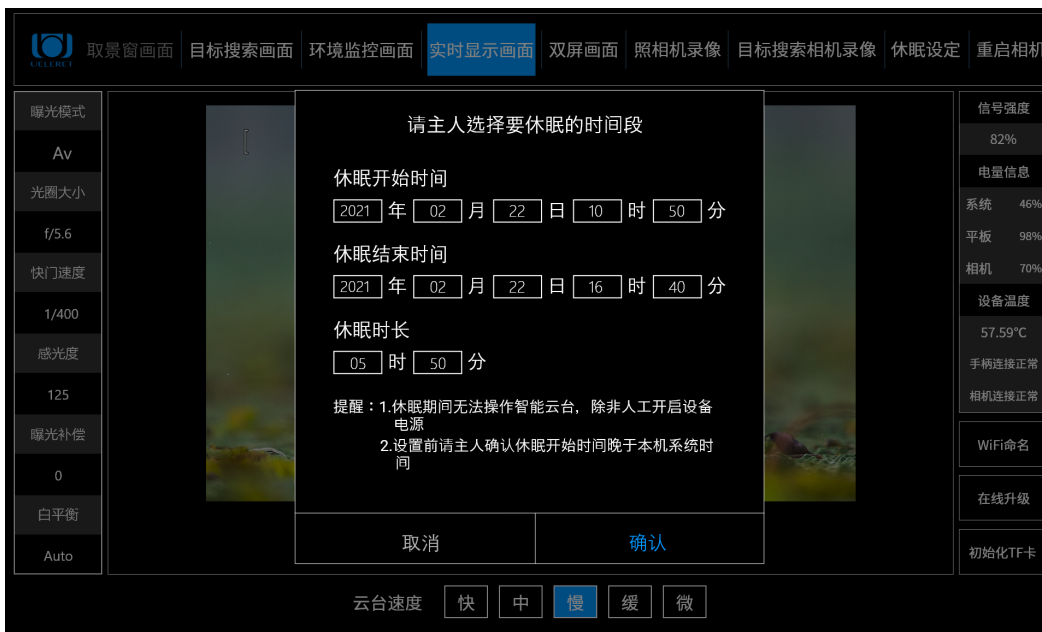 取景窗画面 目标搜索画面 环境监控画面 实时显示画面 双屏画面 照相机录像 目标搜索相机录像 休眠设定 重启相机
曝光模式
Av
光圈大小
f/5.6
快门速度
1/400
感光度
125
曝光补偿
0
白平衡
Auto
请主人选择要休眠的时间段
休眠开始时间
2021 年 02 月 22 日 10 时 50 分
休眠结束时间
2021 年 02 月 22 日 16 时 40 分
休眠时长
05 时 50 分
提醒：1.休眠期间无法操作智能云台，除非人工开启设备
电源
2.设置前请主人确认休眠开始时间晚于本机系统时
间
取消 确认
信号强度
82%
电量信息
系统 46%
平板 98%
相机 70%
设备温度
57.59℃
手柄连接正常
相机连接正常
WiFi命名
在线升级
初始化TF卡
云台速度 快 中 慢 缓 微